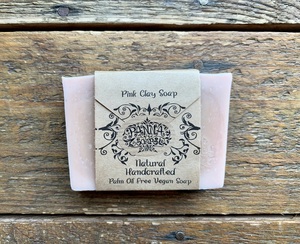 Pink Clay Soap
Natural
Handcrafted
Palm Oil Free Vegan Soap